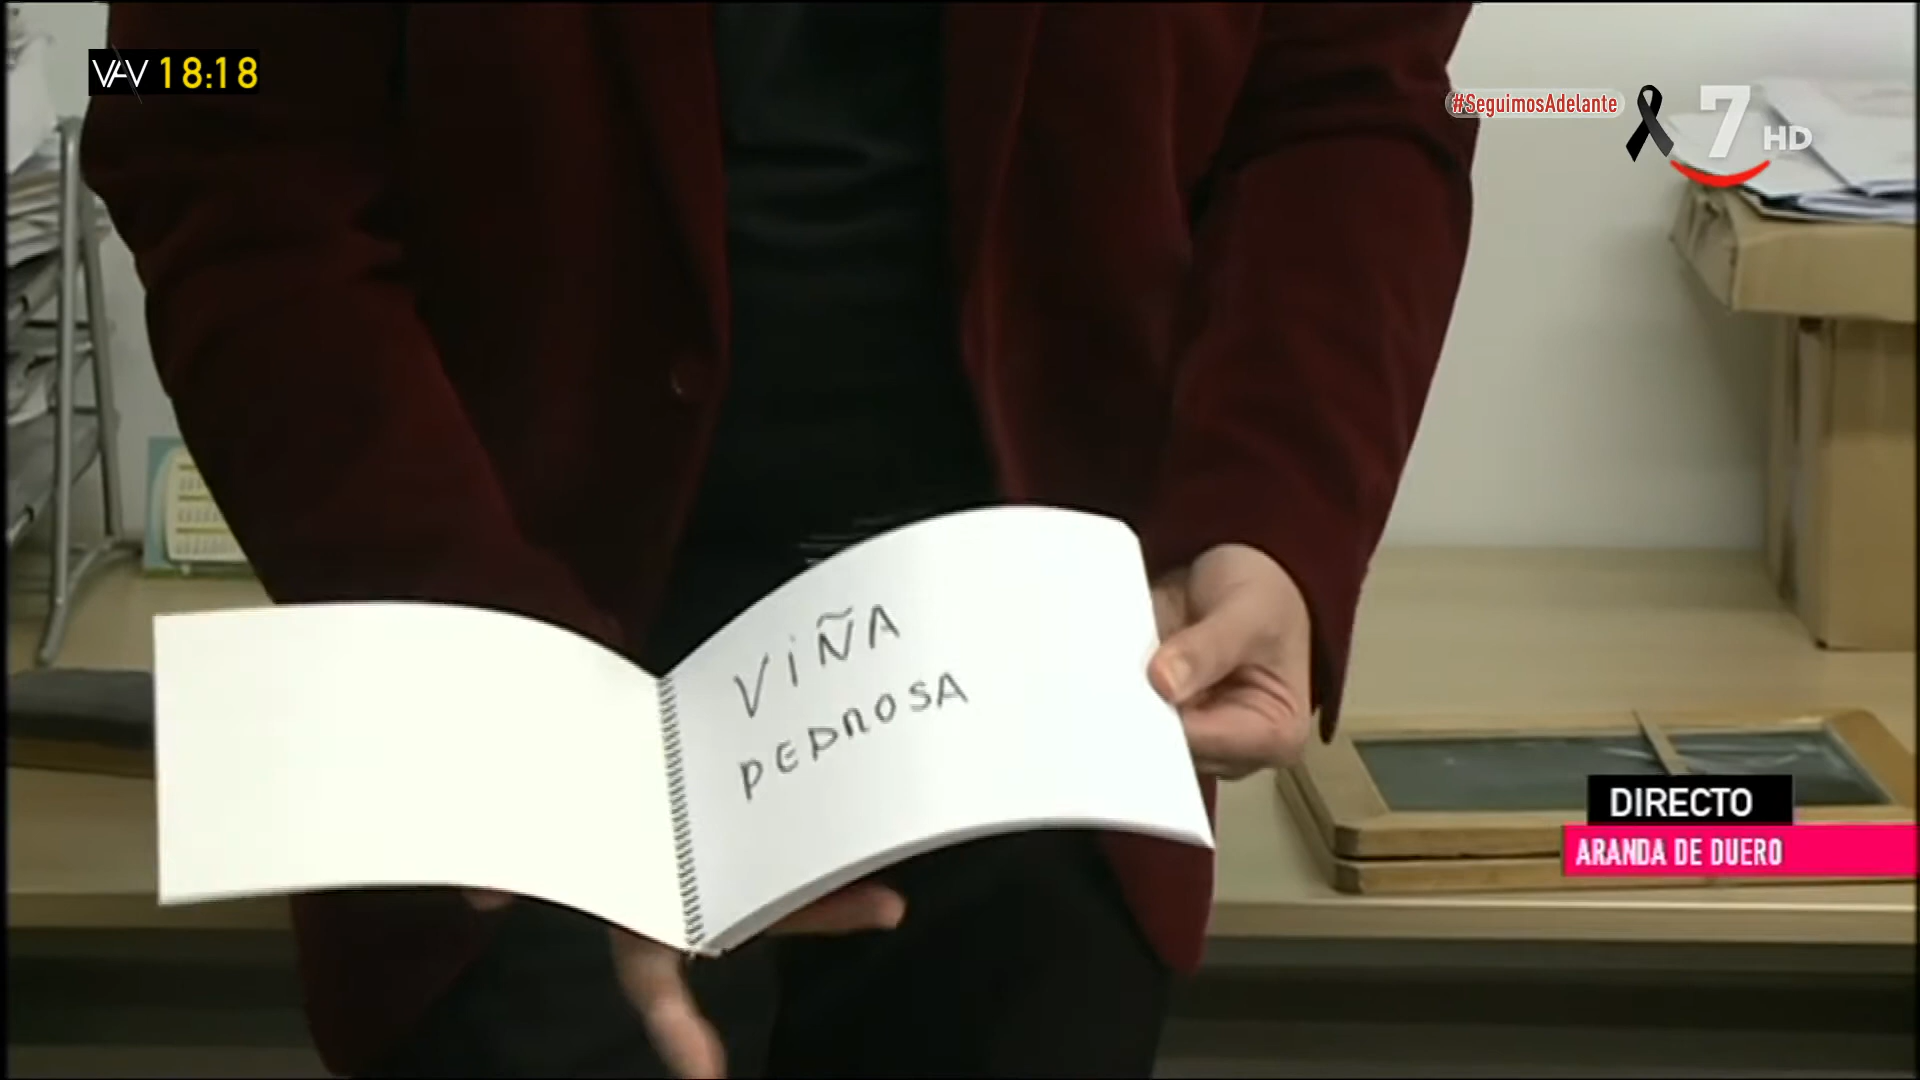 VAV 18:18
#SeguimosAdelante
7 HD
VIÑA
PEDROSA
DIRECTO
ARANDA DE DUERO